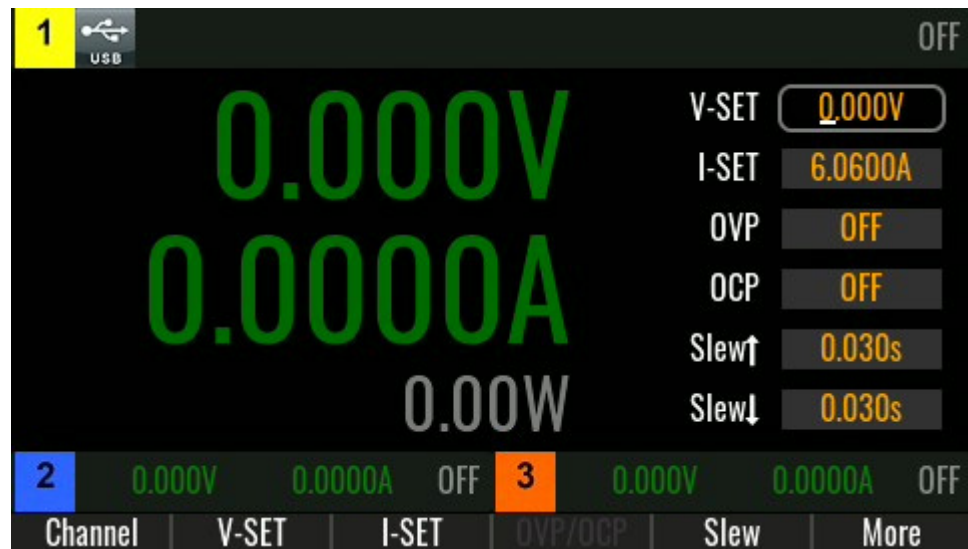 1 USB OFF
0.000V
0.0000A
0.00W
V-SET 0.000V
I-SET 6.0600A
OVP OFF
OCP OFF
Slew↑ 0.030s
Slew↓ 0.030s
2 0.000V 0.0000A OFF 3 0.000V 0.0000A OFF
Channel V-SET I-SET OVP/OCP Slew More